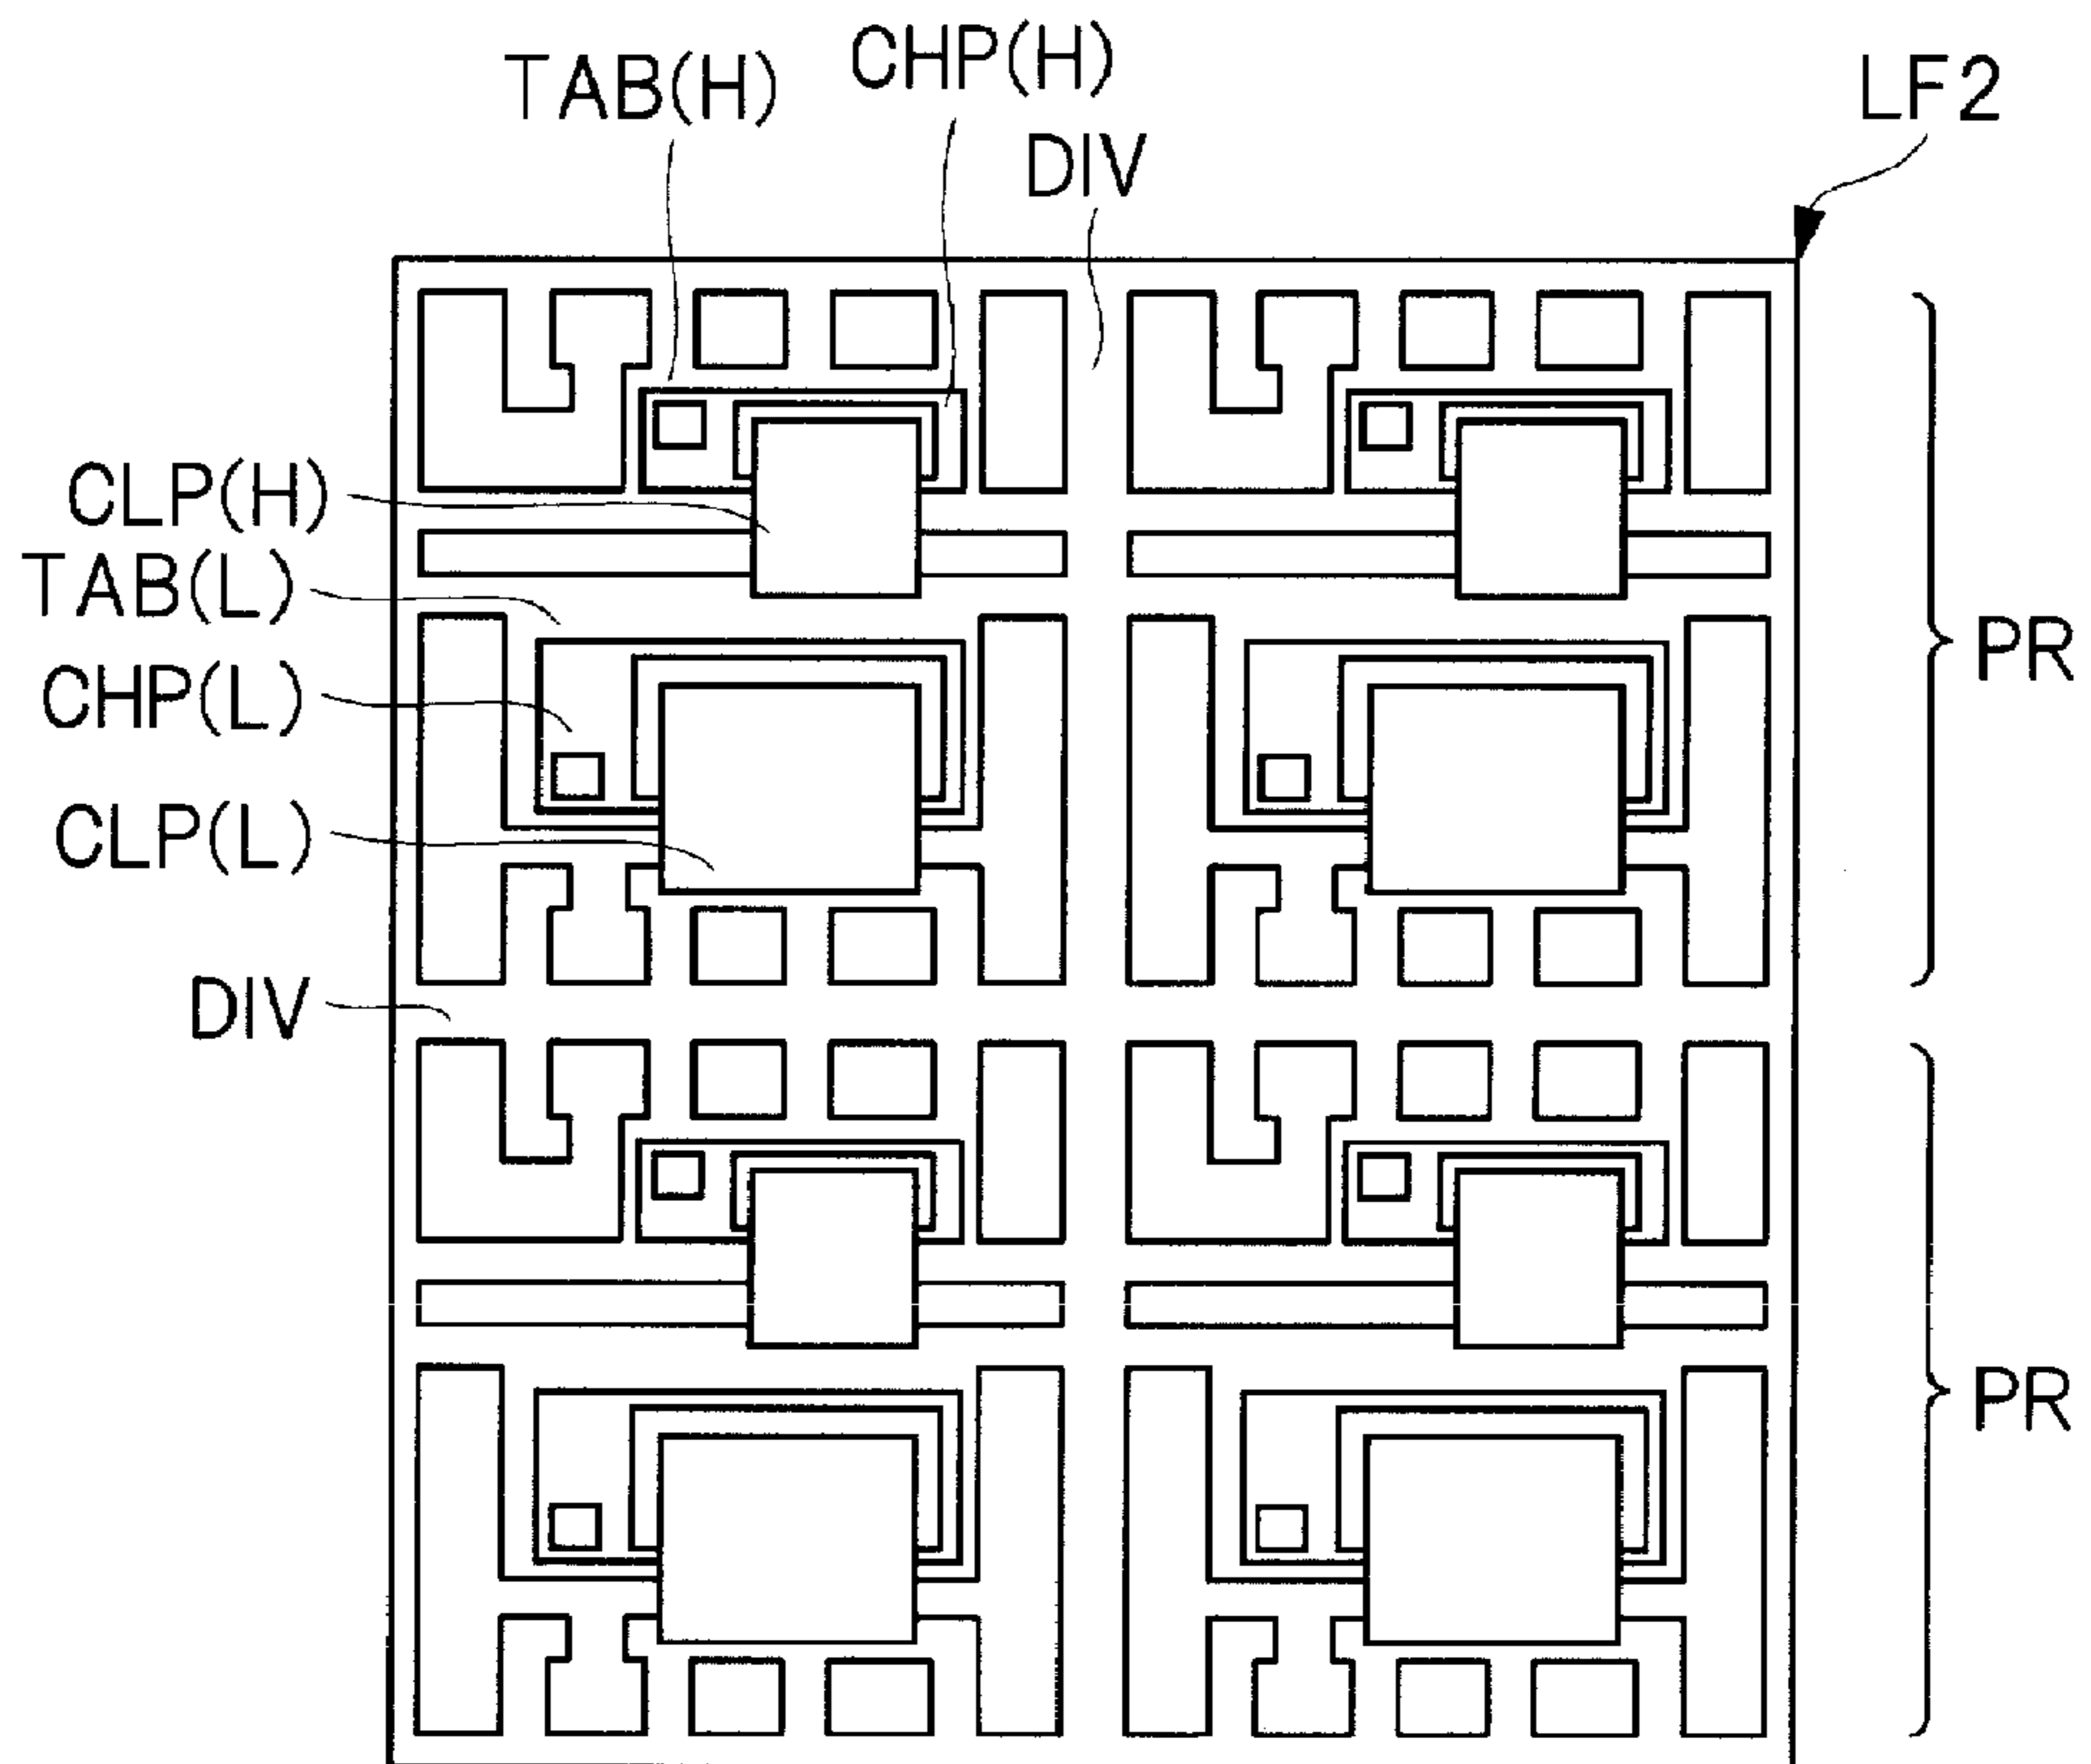 CHP(H)
TAB(H)
LF2
DIV
CLP(H)
TAB(L)
PR
CHP(L)
CLP(L)
DIV
PR